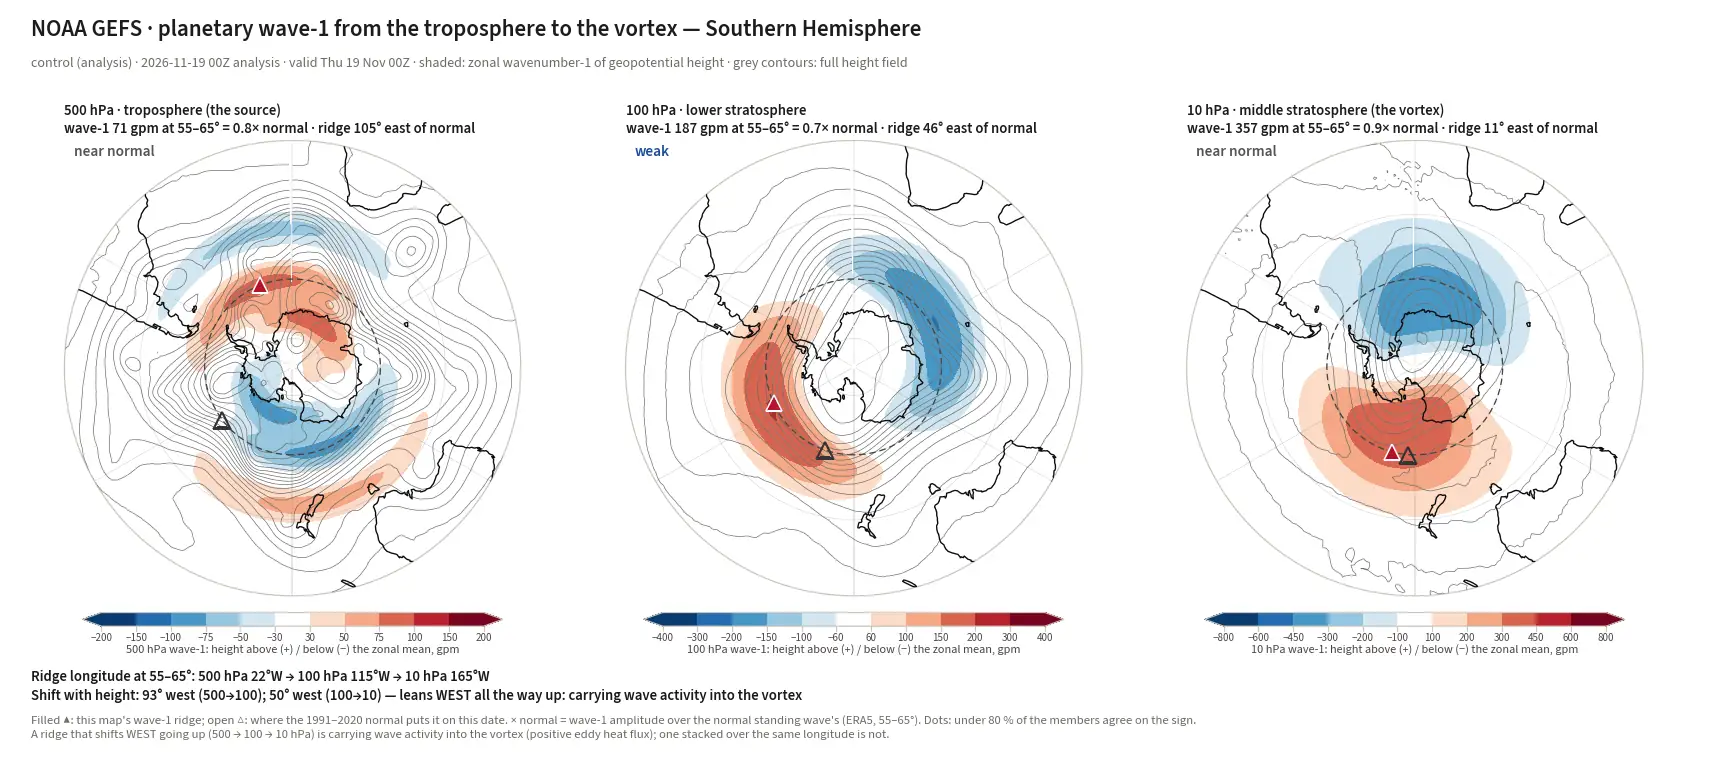 NOAA GEFS · planetary wave-1 from the troposphere to the vortex — Southern Hemisphere
control (analysis) · 2026-11-19 00Z analysis · valid Thu 19 Nov 00Z · shaded: zonal wavenumber-1 of geopotential height · grey contours: full height field
500 hPa · troposphere (the source)
wave-1 71 gpm at 55–65° = 0.8× normal · ridge 105° east of normal
near normal
100 hPa · lower stratosphere
wave-1 187 gpm at 55–65° = 0.7× normal · ridge 46° east of normal
weak
10 hPa · middle stratosphere (the vortex)
wave-1 357 gpm at 55–65° = 0.9× normal · ridge 11° east of normal
near normal
−200 −150 −100 −75 −50 −30 30 50 75 100 150 200
500 hPa wave-1: height above (+) / below (−) the zonal mean, gpm
−400 −300 −200 −150 −100 −60 60 100 150 200 300 400
100 hPa wave-1: height above (+) / below (−) the zonal mean, gpm
−800 −600 −450 −300 −200 −100 100 200 300 450 600 800
10 hPa wave-1: height above (+) / below (−) the zonal mean, gpm
Ridge longitude at 55–65°: 500 hPa 22°W → 100 hPa 115°W → 10 hPa 165°W
Shift with height: 93° west (500→100); 50° west (100→10) — leans WEST all the way up: carrying wave activity into the vortex
Filled ▲: this map's wave-1 ridge; open △: where the 1991–2020 normal puts it on this date. × normal = wave-1 amplitude over the normal standing wave's (ERA5, 55–65°). Dots: under 80 % of the members agree on the sign.
A ridge that shifts WEST going up (500 → 100 → 10 hPa) is carrying wave activity into the vortex (positive eddy heat flux); one stacked over the same longitude is not.